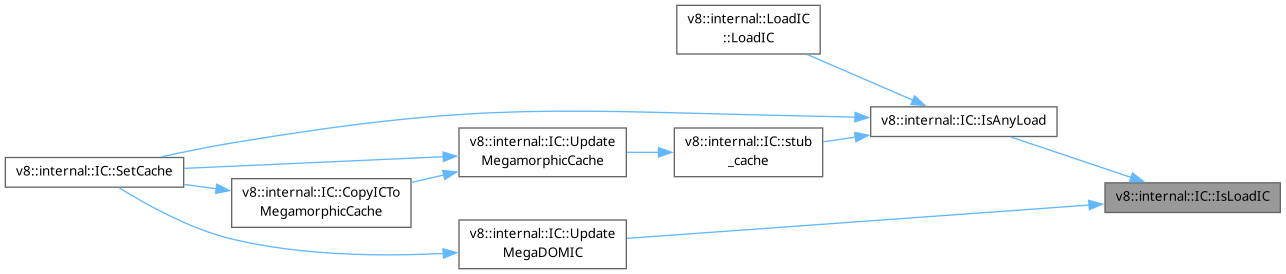 v8::internal::LoadIC
::LoadIC
v8::internal::IC::IsAnyLoad
v8::internal::IC::Update
MegamorphicCache
v8::internal::IC::stub
_cache
v8::internal::IC::SetCache
v8::internal::IC::CopyICTo
MegamorphicCache
v8::internal::IC::IsLoadIC
v8::internal::IC::Update
MegaDOMIC